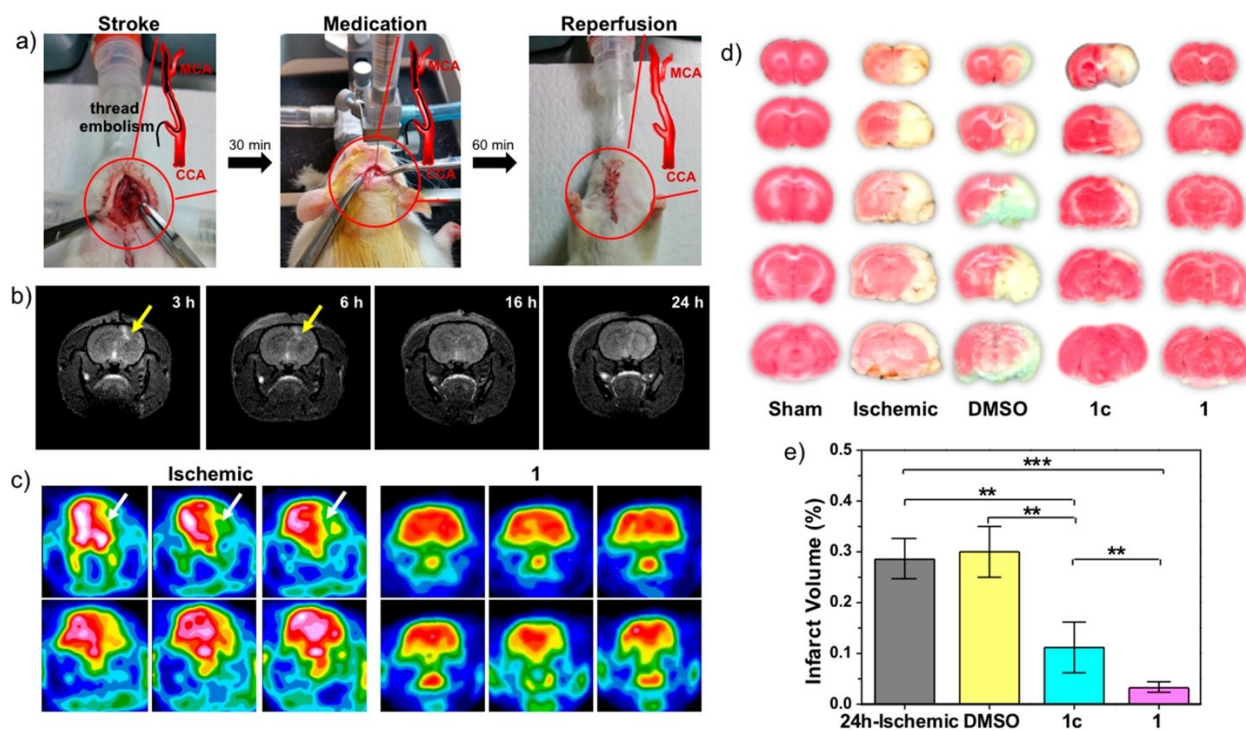 a)
Stroke
Medication
Reperfusion
MCA
thread
embolism
CCA
30 min
MCA
CCA
60 min
MCA
CCA
b)
3 h
6 h
16 h
24 h
c)
Ischemic
1
d)
Sham
Ischemic
DMSO
1c
1
e)
Infarct Volume (%)
0.5
0.4
0.3
0.2
0.1
0.0
***
**
**
**
24h-Ischemic
DMSO
1c
1